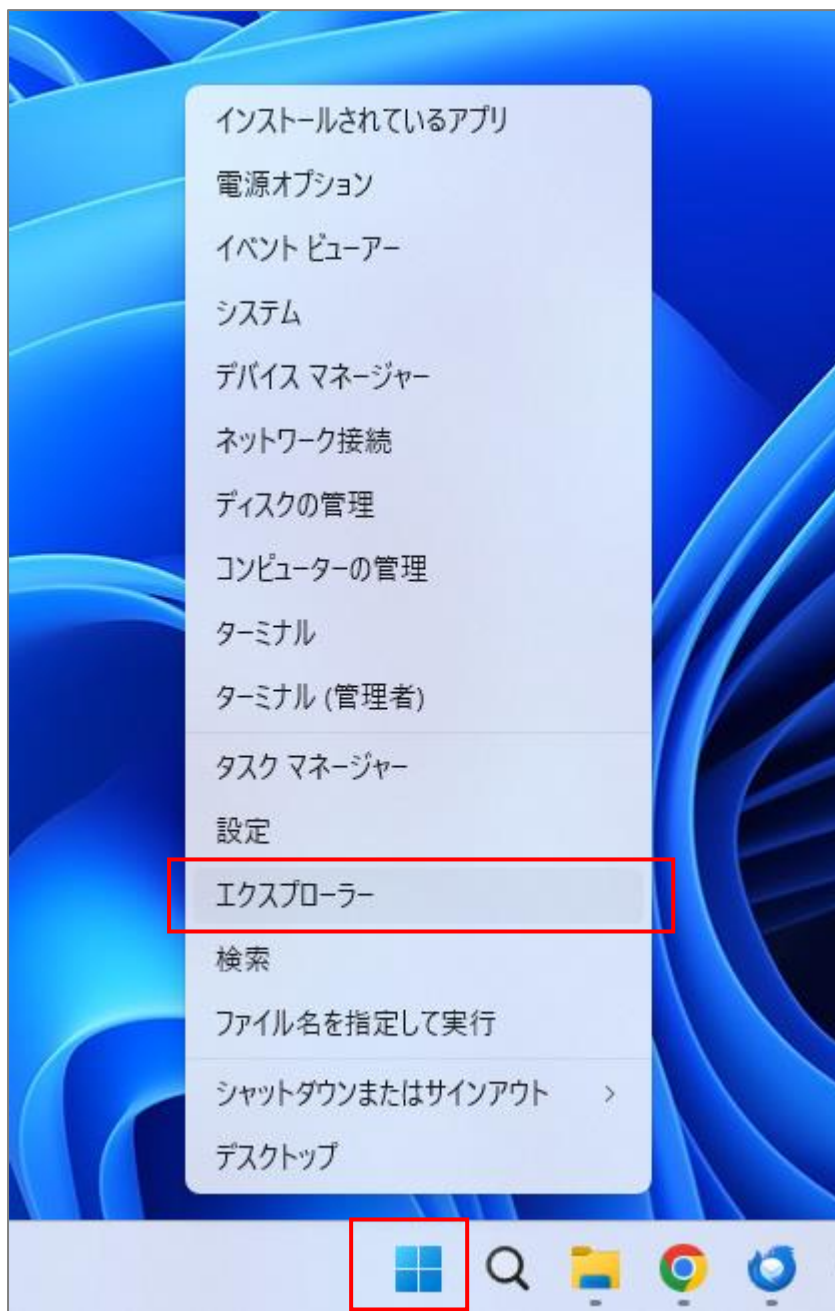 インストールされているアプリ
電源オプション
イベント ビューアー
システム
デバイス マネージャー
ネットワーク接続
ディスクの管理
コンピューターの管理
ターミナル
ターミナル (管理者)
タスク マネージャー
設定
エクスプローラー
検索
ファイル名を指定して実行
シャットダウンまたはサインアウト
デスクトップ